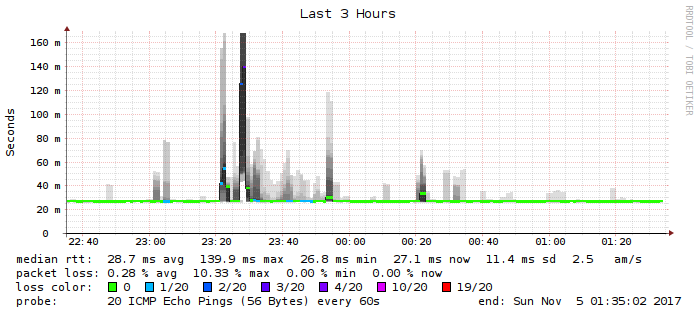 Last 3 Hours
RRDTOOL / TOBI OETIKER
Seconds
160 m
140 m
120 m
100 m
80 m
60 m
40 m
20 m
0
22:40 23:00 23:20 23:40 00:00 00:20 00:40 01:00 01:20
median rtt: 28.7 ms avg 139.9 ms max 26.8 ms min 27.1 ms now 11.4 ms sd 2.5 am/s
packet loss: 0.28 % avg 10.33 % max 0.00 % min 0.00 % now
loss color: 0 1/20 2/20 3/20 4/20 10/20 19/20
probe: 20 ICMP Echo Pings (56 Bytes) every 60s end: Sun Nov 5 01:35:02 2017